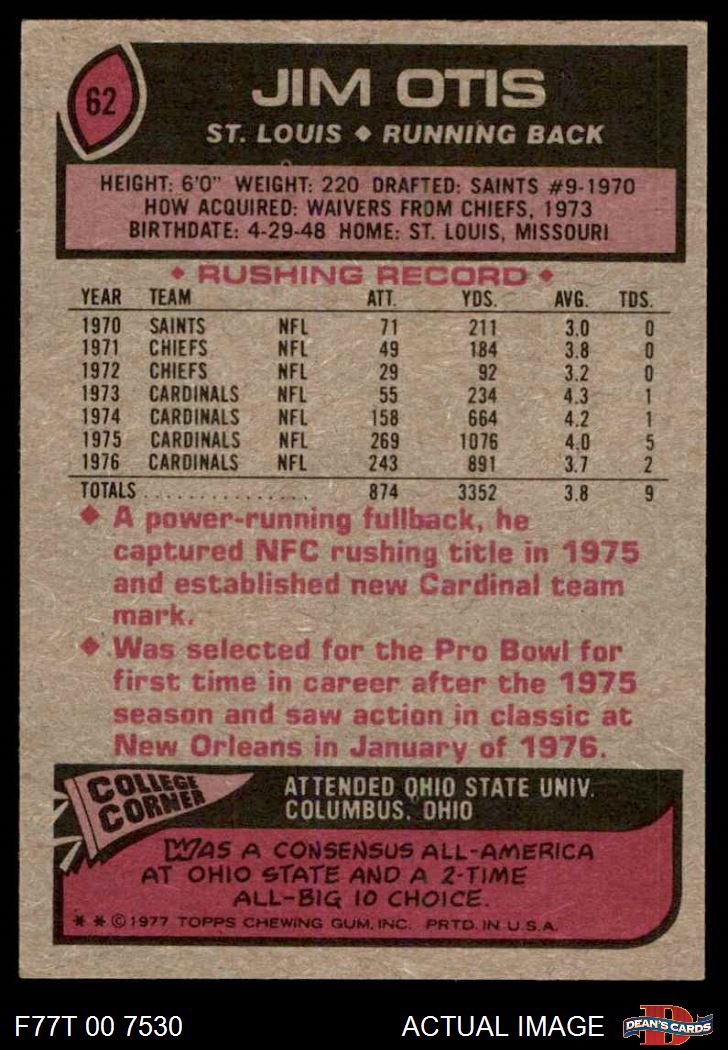 62
JIM OTIS
ST. LOUIS ◆ RUNNING BACK
HEIGHT: 6'0" WEIGHT: 220 DRAFTED: SAINTS #9-1970
HOW ACQUIRED: WAIVERS FROM CHIEFS, 1973
BIRTHDATE: 4-29-48 HOME: ST. LOUIS, MISSOURI
◆ RUSHING RECORD ◆
YEAR TEAM ATT. YDS. AVG. TDS.
1970 SAINTS NFL 71 211 3.0 0
1971 CHIEFS NFL 49 184 3.8 0
1972 CHIEFS NFL 29 92 3.2 0
1973 CARDINALS NFL 55 234 4.3 1
1974 CARDINALS NFL 158 664 4.2 1
1975 CARDINALS NFL 269 1076 4.0 5
1976 CARDINALS NFL 243 891 3.7 2
TOTALS ................ 874 3352 3.8 9
◆ A power-running fullback, he
captured NFC rushing title in 1975
and established new Cardinal team
mark.
◆ Was selected for the Pro Bowl for
first time in career after the 1975
season and saw action in classic at
New Orleans in January of 1976.
COLLEGE
CORNER
ATTENDED OHIO STATE UNIV.
COLUMBUS, OHIO
WAS A CONSENSUS ALL-AMERICA
AT OHIO STATE AND A 2-TIME
ALL-BIG 10 CHOICE.
* * © 1977 TOPPS CHEWING GUM, INC. PRTD. IN U.S.A.
F77T 00 7530 ACTUAL IMAGE
D
DEAN'S CARDS